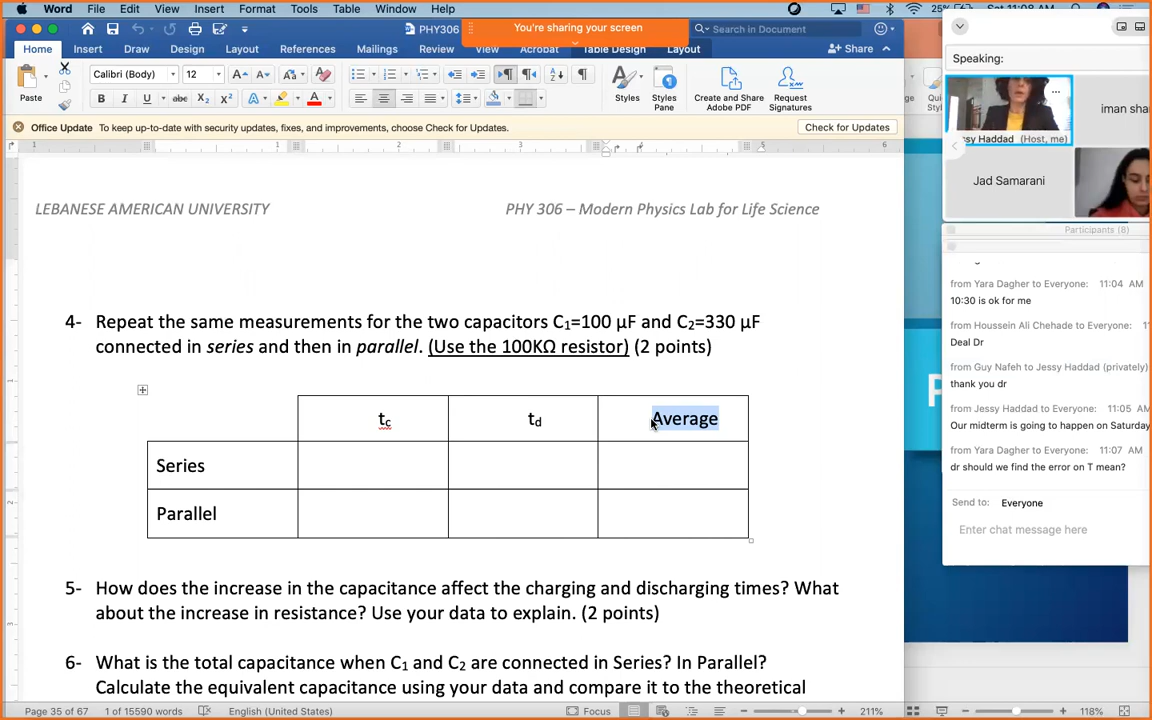 Word File Edit View Insert Format Tools Table Window Help 25% Sat 11:08 AM
PHY306
You're sharing your screen
Search in Document
Home Insert Draw Design Layout References Mailings Review View Acrobat Table Design Layout Share
Calibri (Body) 12
Paste Styles Styles Pane Create and Share Adobe PDF Request Signatures
Office Update To keep up-to-date with security updates, fixes, and improvements, choose Check for Updates. Check for Updates
LEBANESE AMERICAN UNIVERSITY PHY 306 – Modern Physics Lab for Life Science
4- Repeat the same measurements for the two capacitors C₁=100 µF and C₂=330 µF
connected in series and then in parallel. (Use the 100KΩ resistor) (2 points)
tc td Average
Series
Parallel
5- How does the increase in the capacitance affect the charging and discharging times? What
about the increase in resistance? Use your data to explain. (2 points)
6- What is the total capacitance when C₁ and C₂ are connected in Series? In Parallel?
Calculate the equivalent capacitance using your data and compare it to the theoretical
Page 35 of 67 1 of 15590 words English (United States) Focus 211% 118%
Speaking:
iman shar
ssy Haddad (Host, me)
Jad Samarani
Participants (8)
from Yara Dagher to Everyone: 11:04 AM
10:30 is ok for me
from Houssein Ali Chehade to Everyone:
Deal Dr
from Guy Nafeh to Jessy Haddad (privately)
thank you dr
from Jessy Haddad to Everyone: 11:05 AM
Our midterm is going to happen on Saturday
from Yara Dagher to Everyone: 11:07 AM
dr should we find the error on T mean?
Send to: Everyone
Enter chat message here